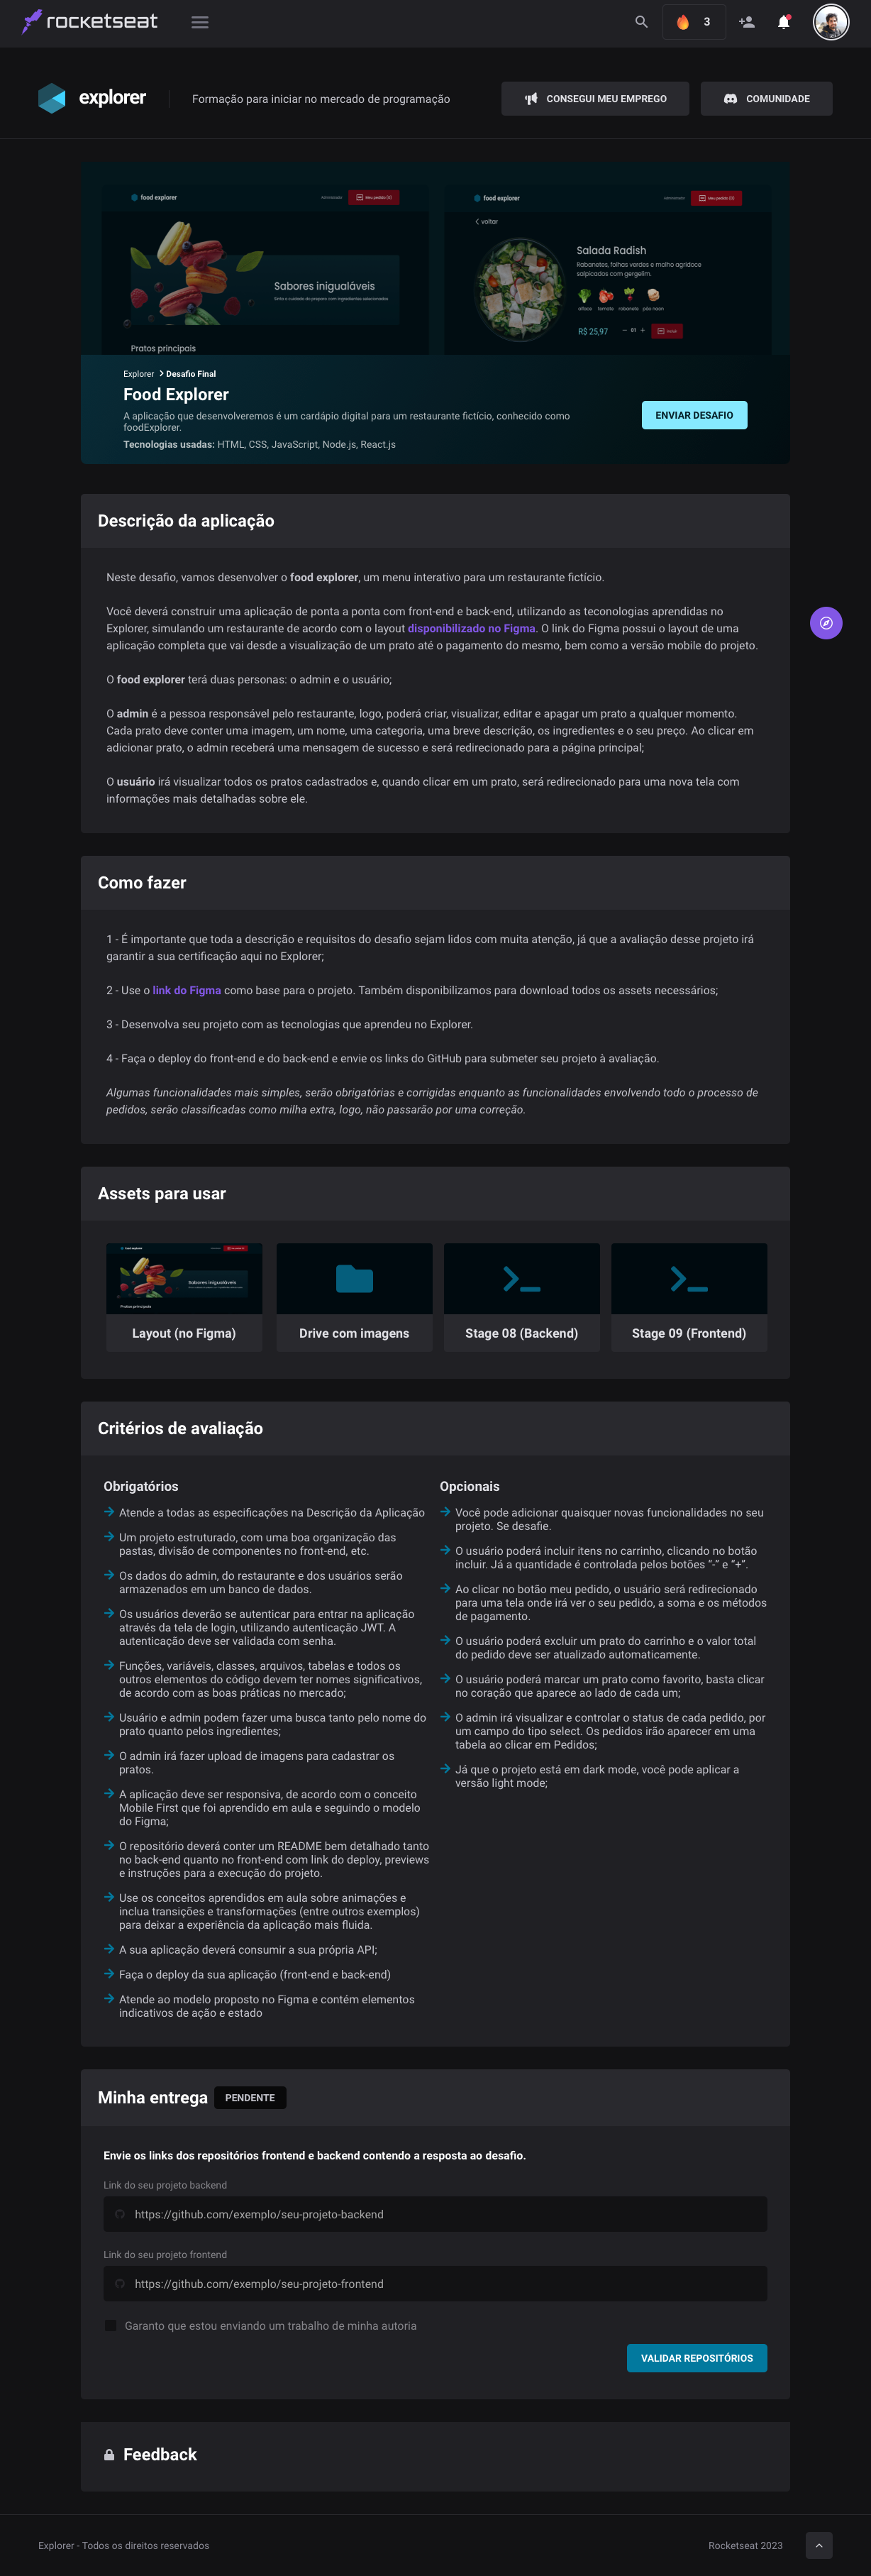 rocketseat
3
explorer
Formação para iniciar no mercado de programação
CONSEGUI MEU EMPREGO
COMUNIDADE
food explorer
Administrador
Meu pedido (0)
Sabores inigualáveis
Sinta o cuidado do preparo com ingredientes selecionados
Pratos principais
food explorer
Administrador
Meu pedido (0)
voltar
Salada Radish
Rabanetes, folhas verdes e molho agridoce
salpicados com gergelim.
alface tomate rabanete pão naan
R$ 25,97
− 01 +
incluir
Explorer > Desafio Final
Food Explorer
A aplicação que desenvolveremos é um cardápio digital para um restaurante fictício, conhecido como
foodExplorer.
Tecnologias usadas: HTML, CSS, JavaScript, Node.js, React.js
ENVIAR DESAFIO
Descrição da aplicação
Neste desafio, vamos desenvolver o food explorer, um menu interativo para um restaurante fictício.
Você deverá construir uma aplicação de ponta a ponta com front-end e back-end, utilizando as teconologias aprendidas no
Explorer, simulando um restaurante de acordo com o layout disponibilizado no Figma. O link do Figma possui o layout de uma
aplicação completa que vai desde a visualização de um prato até o pagamento do mesmo, bem como a versão mobile do projeto.
O food explorer terá duas personas: o admin e o usuário;
O admin é a pessoa responsável pelo restaurante, logo, poderá criar, visualizar, editar e apagar um prato a qualquer momento.
Cada prato deve conter uma imagem, um nome, uma categoria, uma breve descrição, os ingredientes e o seu preço. Ao clicar em
adicionar prato, o admin receberá uma mensagem de sucesso e será redirecionado para a página principal;
O usuário irá visualizar todos os pratos cadastrados e, quando clicar em um prato, será redirecionado para uma nova tela com
informações mais detalhadas sobre ele.
Como fazer
1 - É importante que toda a descrição e requisitos do desafio sejam lidos com muita atenção, já que a avaliação desse projeto irá
garantir a sua certificação aqui no Explorer;
2 - Use o link do Figma como base para o projeto. Também disponibilizamos para download todos os assets necessários;
3 - Desenvolva seu projeto com as tecnologias que aprendeu no Explorer.
4 - Faça o deploy do front-end e do back-end e envie os links do GitHub para submeter seu projeto à avaliação.
Algumas funcionalidades mais simples, serão obrigatórias e corrigidas enquanto as funcionalidades envolvendo todo o processo de
pedidos, serão classificadas como milha extra, logo, não passarão por uma correção.
Assets para usar
food explorer
Sabores inigualáveis
Pratos principais
Layout (no Figma)
Drive com imagens
Stage 08 (Backend)
Stage 09 (Frontend)
Critérios de avaliação
Obrigatórios
Atende a todas as especificações na Descrição da Aplicação
Um projeto estruturado, com uma boa organização das
pastas, divisão de componentes no front-end, etc.
Os dados do admin, do restaurante e dos usuários serão
armazenados em um banco de dados.
Os usuários deverão se autenticar para entrar na aplicação
através da tela de login, utilizando autenticação JWT. A
autenticação deve ser validada com senha.
Funções, variáveis, classes, arquivos, tabelas e todos os
outros elementos do código devem ter nomes significativos,
de acordo com as boas práticas no mercado;
Usuário e admin podem fazer uma busca tanto pelo nome do
prato quanto pelos ingredientes;
O admin irá fazer upload de imagens para cadastrar os
pratos.
A aplicação deve ser responsiva, de acordo com o conceito
Mobile First que foi aprendido em aula e seguindo o modelo
do Figma;
O repositório deverá conter um README bem detalhado tanto
no back-end quanto no front-end com link do deploy, previews
e instruções para a execução do projeto.
Use os conceitos aprendidos em aula sobre animações e
inclua transições e transformações (entre outros exemplos)
para deixar a experiência da aplicação mais fluida.
A sua aplicação deverá consumir a sua própria API;
Faça o deploy da sua aplicação (front-end e back-end)
Atende ao modelo proposto no Figma e contém elementos
indicativos de ação e estado
Opcionais
Você pode adicionar quaisquer novas funcionalidades no seu
projeto. Se desafie.
O usuário poderá incluir itens no carrinho, clicando no botão
incluir. Já a quantidade é controlada pelos botões “-” e “+”.
Ao clicar no botão meu pedido, o usuário será redirecionado
para uma tela onde irá ver o seu pedido, a soma e os métodos
de pagamento.
O usuário poderá excluir um prato do carrinho e o valor total
do pedido deve ser atualizado automaticamente.
O usuário poderá marcar um prato como favorito, basta clicar
no coração que aparece ao lado de cada um;
O admin irá visualizar e controlar o status de cada pedido, por
um campo do tipo select. Os pedidos irão aparecer em uma
tabela ao clicar em Pedidos;
Já que o projeto está em dark mode, você pode aplicar a
versão light mode;
Minha entrega
PENDENTE
Envie os links dos repositórios frontend e backend contendo a resposta ao desafio.
Link do seu projeto backend
https://github.com/exemplo/seu-projeto-backend
Link do seu projeto frontend
https://github.com/exemplo/seu-projeto-frontend
Garanto que estou enviando um trabalho de minha autoria
VALIDAR REPOSITÓRIOS
Feedback
Explorer - Todos os direitos reservados
Rocketseat 2023